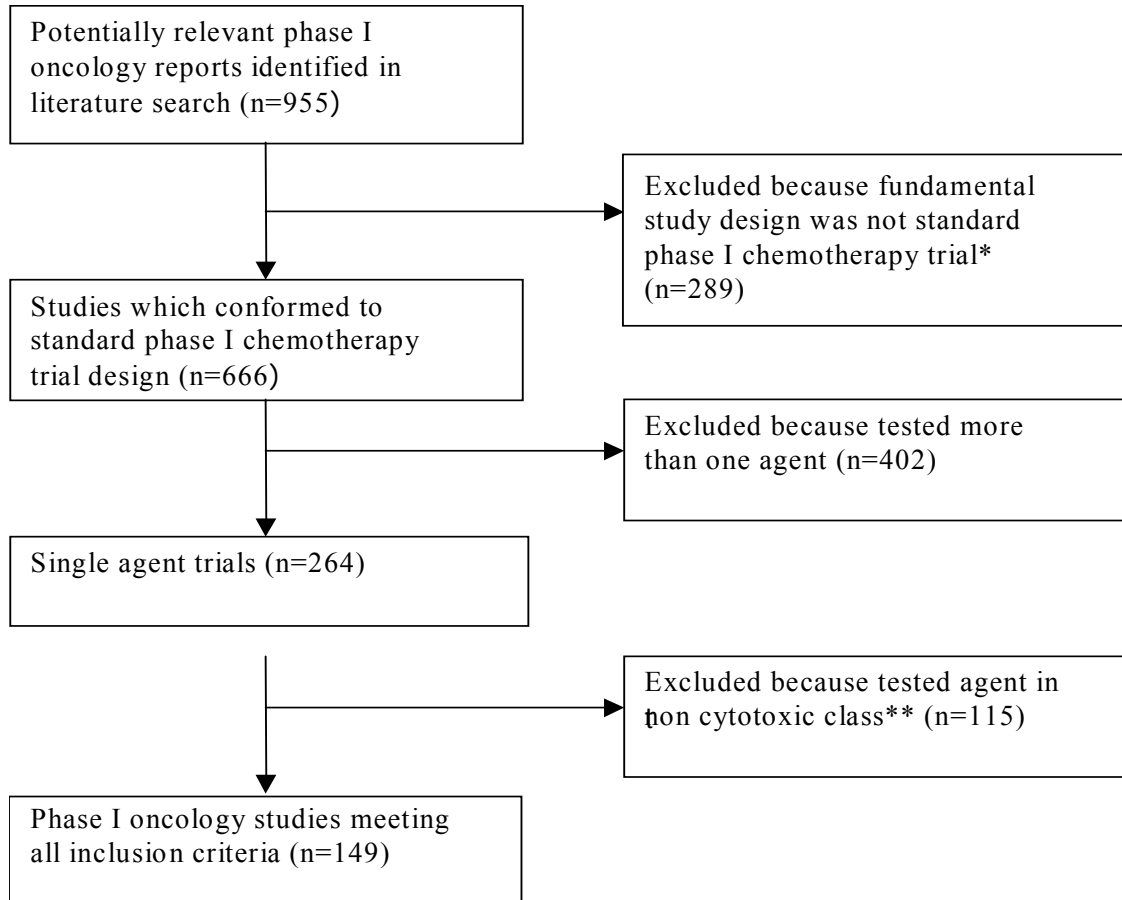 Potentially relevant phase I
oncology reports identified in
literature search (n=955)
Excluded because fundamental
study design was not standard
phase I chemotherapy trial*
(n=289)
Studies which conformed to
standard phase I chemotherapy
trial design (n=666)
Excluded because tested more
than one agent (n=402)
Single agent trials (n=264)
Excluded because tested agent in
non cytotoxic class** (n=115)
Phase I oncology studies meeting
all inclusion criteria (n=149)